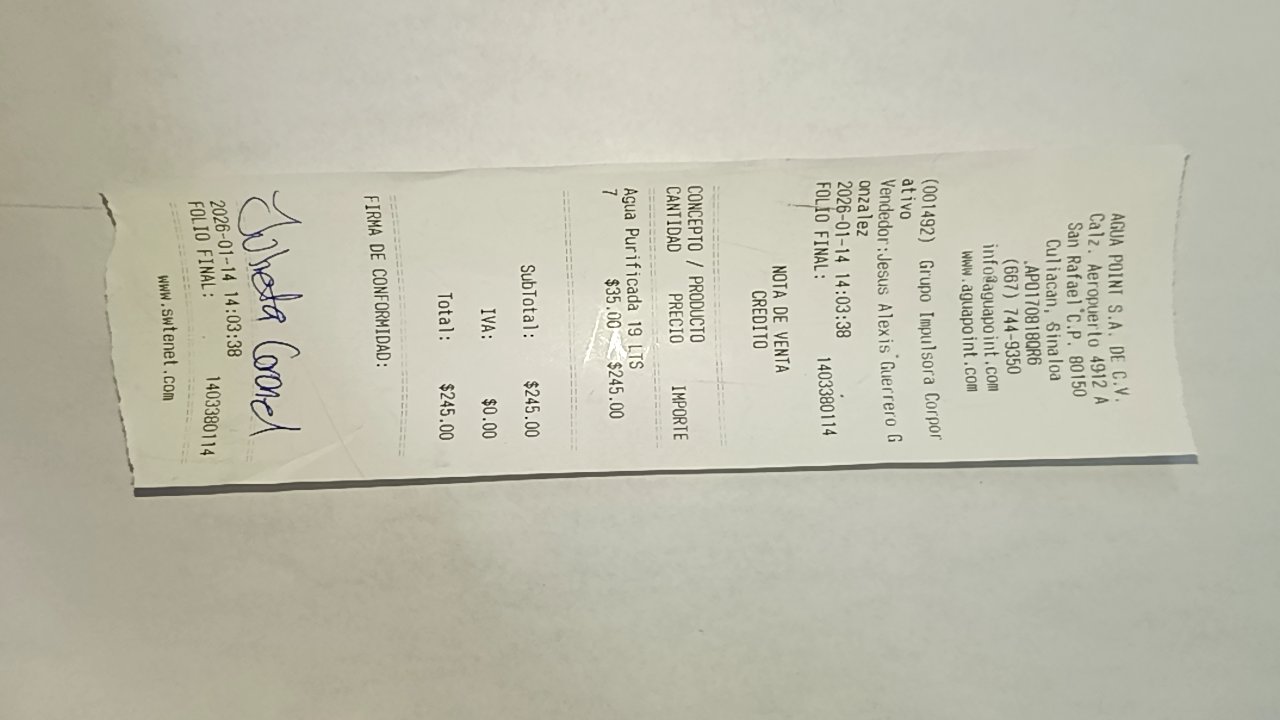 AGUA POINT S.A. DE C.V.
Calz. Aeropuerto 4912 A
San Rafael C.P. 80150
Culiacan, Sinaloa
.APO170818QR6
(667) 744-9350
info@aguapoint.com
www.aguapoint.com
(001492) Grupo Impulsora Corpor
ativo
Vendedor:Jesus Alexis Guerrero G
onzalez
2026-01-14 14:03:38
FOLIO FINAL: 1403380114
NOTA DE VENTA
CREDITO
CONCEPTO / PRODUCTO
CANTIDAD PRECIO IMPORTE
Agua Purificada 19 LTS
7 $35.00 $245.00
SubTotal: $245.00
IVA: $0.00
Total: $245.00
FIRMA DE CONFORMIDAD:
Julieta Coronel
2026-01-14 14:03:38
FOLIO FINAL: 1403380114
www.swtenet.com